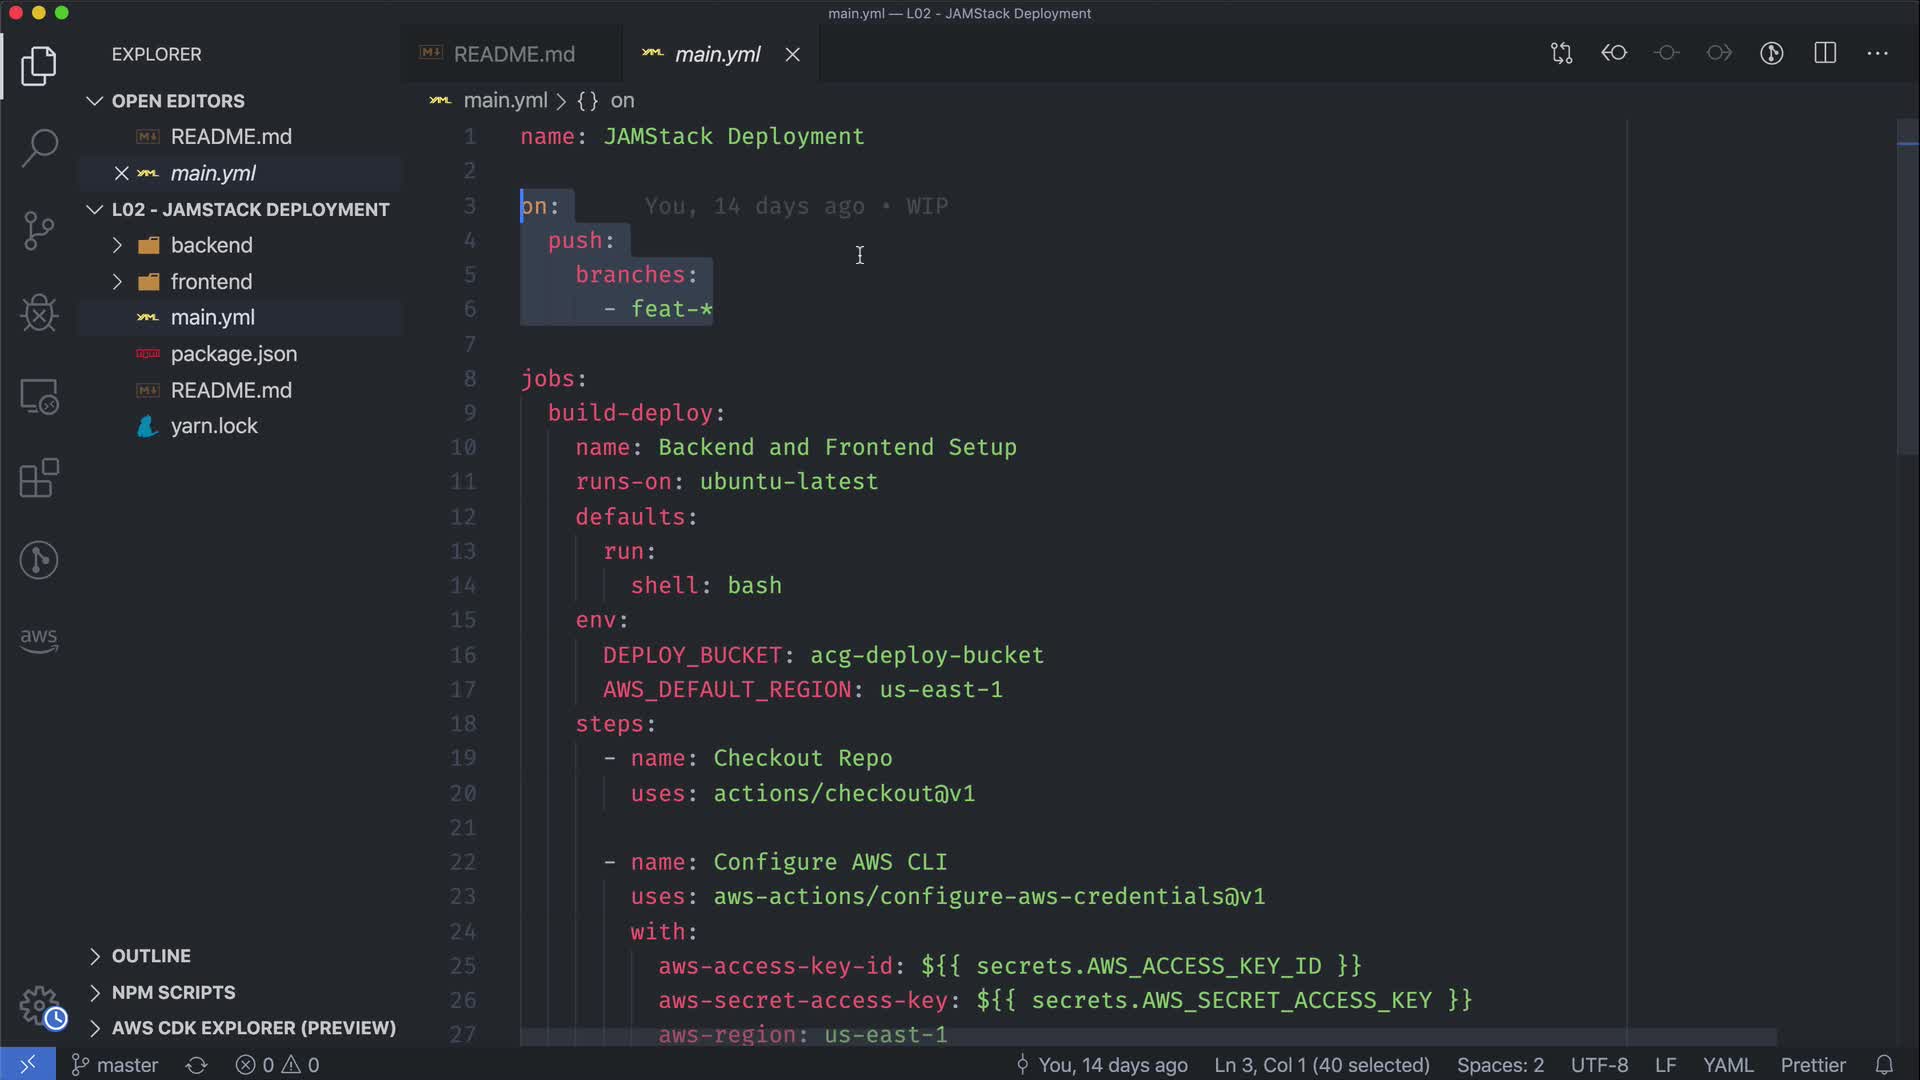 main.yml — L02 - JAMStack Deployment
EXPLORER
OPEN EDITORS
README.md
main.yml
L02 - JAMSTACK DEPLOYMENT
backend
frontend
main.yml
package.json
README.md
yarn.lock
OUTLINE
NPM SCRIPTS
AWS CDK EXPLORER (PREVIEW)
aws
README.md
main.yml
main.yml > {} on
1 name: JAMStack Deployment
2
3 on: You, 14 days ago • WIP
4 push:
5 branches:
6 - feat-*
7
8 jobs:
9 build-deploy:
10 name: Backend and Frontend Setup
11 runs-on: ubuntu-latest
12 defaults:
13 run:
14 shell: bash
15 env:
16 DEPLOY_BUCKET: acg-deploy-bucket
17 AWS_DEFAULT_REGION: us-east-1
18 steps:
19 - name: Checkout Repo
20 uses: actions/checkout@v1
21
22 - name: Configure AWS CLI
23 uses: aws-actions/configure-aws-credentials@v1
24 with:
25 aws-access-key-id: ${{ secrets.AWS_ACCESS_KEY_ID }}
26 aws-secret-access-key: ${{ secrets.AWS_SECRET_ACCESS_KEY }}
27 aws-region: us-east-1
master 0 0 You, 14 days ago Ln 3, Col 1 (40 selected) Spaces: 2 UTF-8 LF YAML Prettier